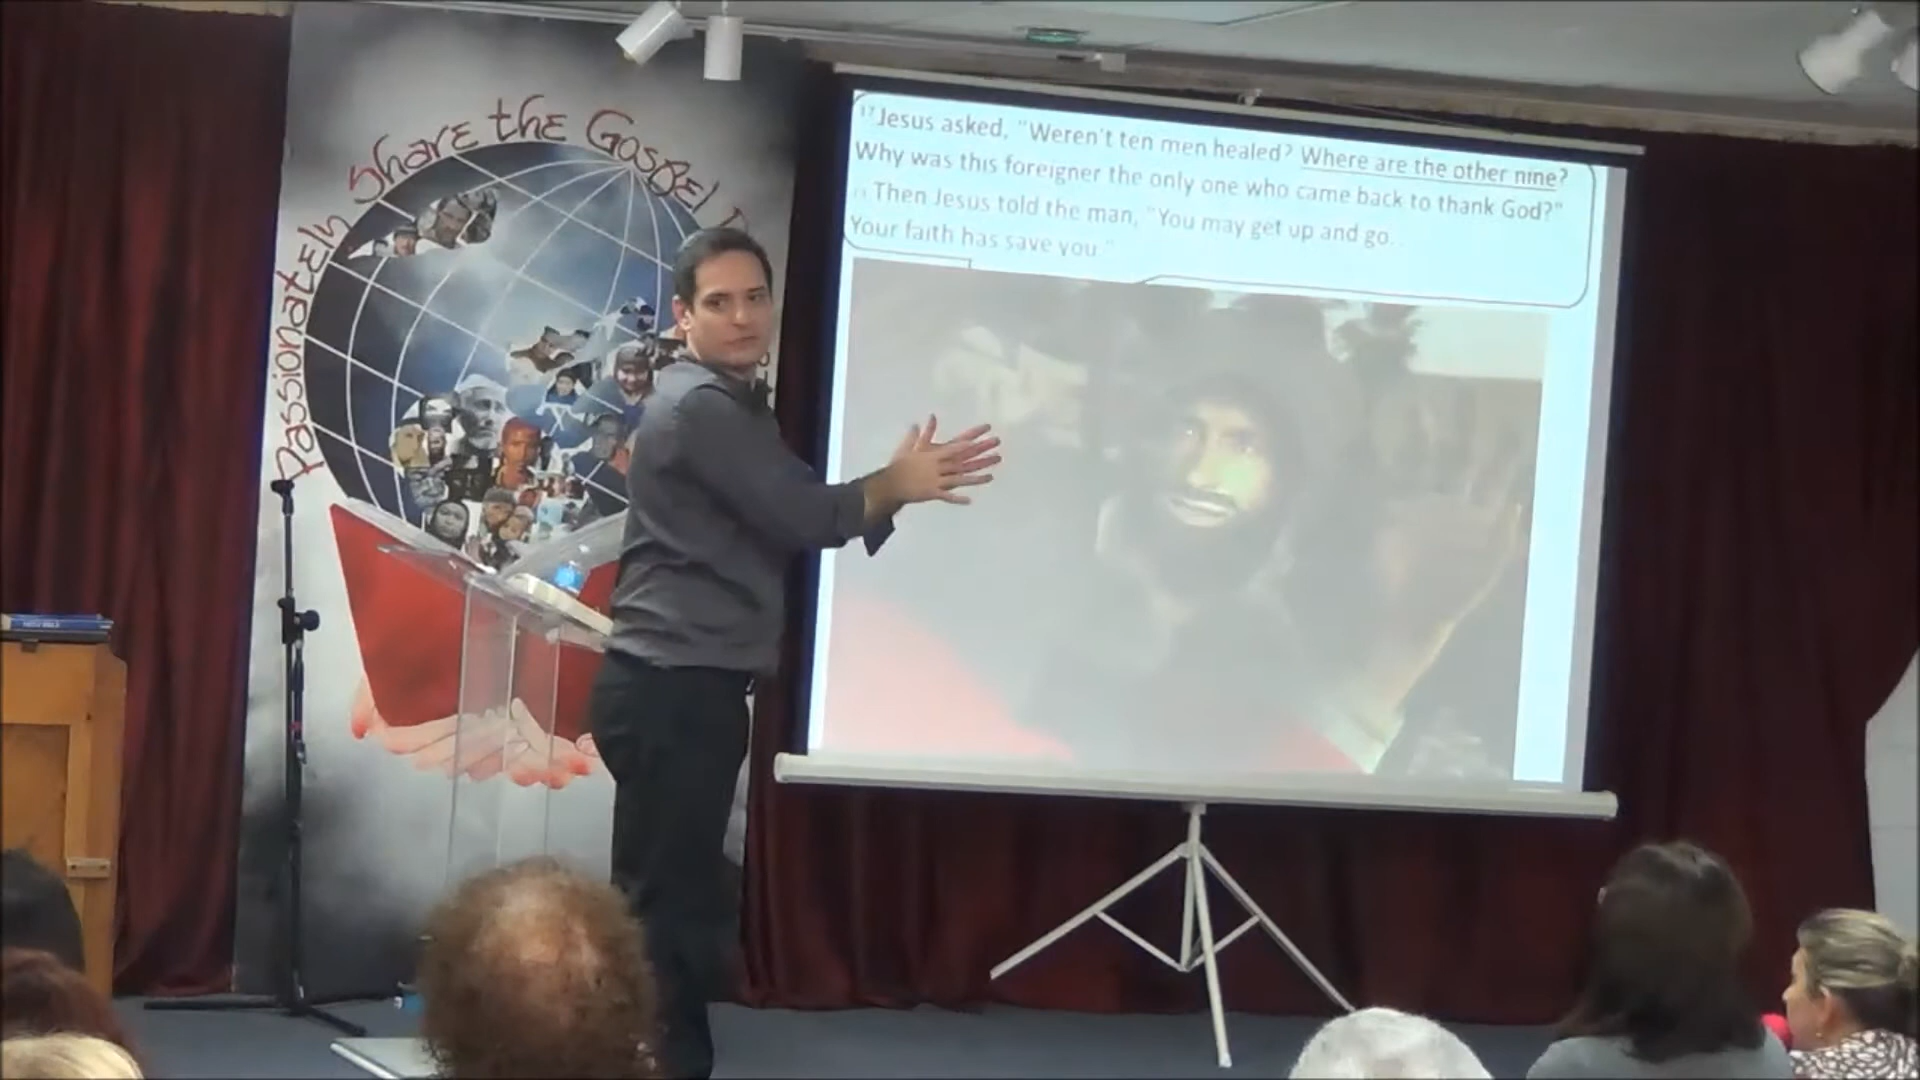 Passionately Share the Gospel
17 Jesus asked, "Weren't ten men healed? Where are the other nine?
Why was this foreigner the only one who came back to thank God?"
Then Jesus told the man, "You may get up and go.
Your faith has save you."